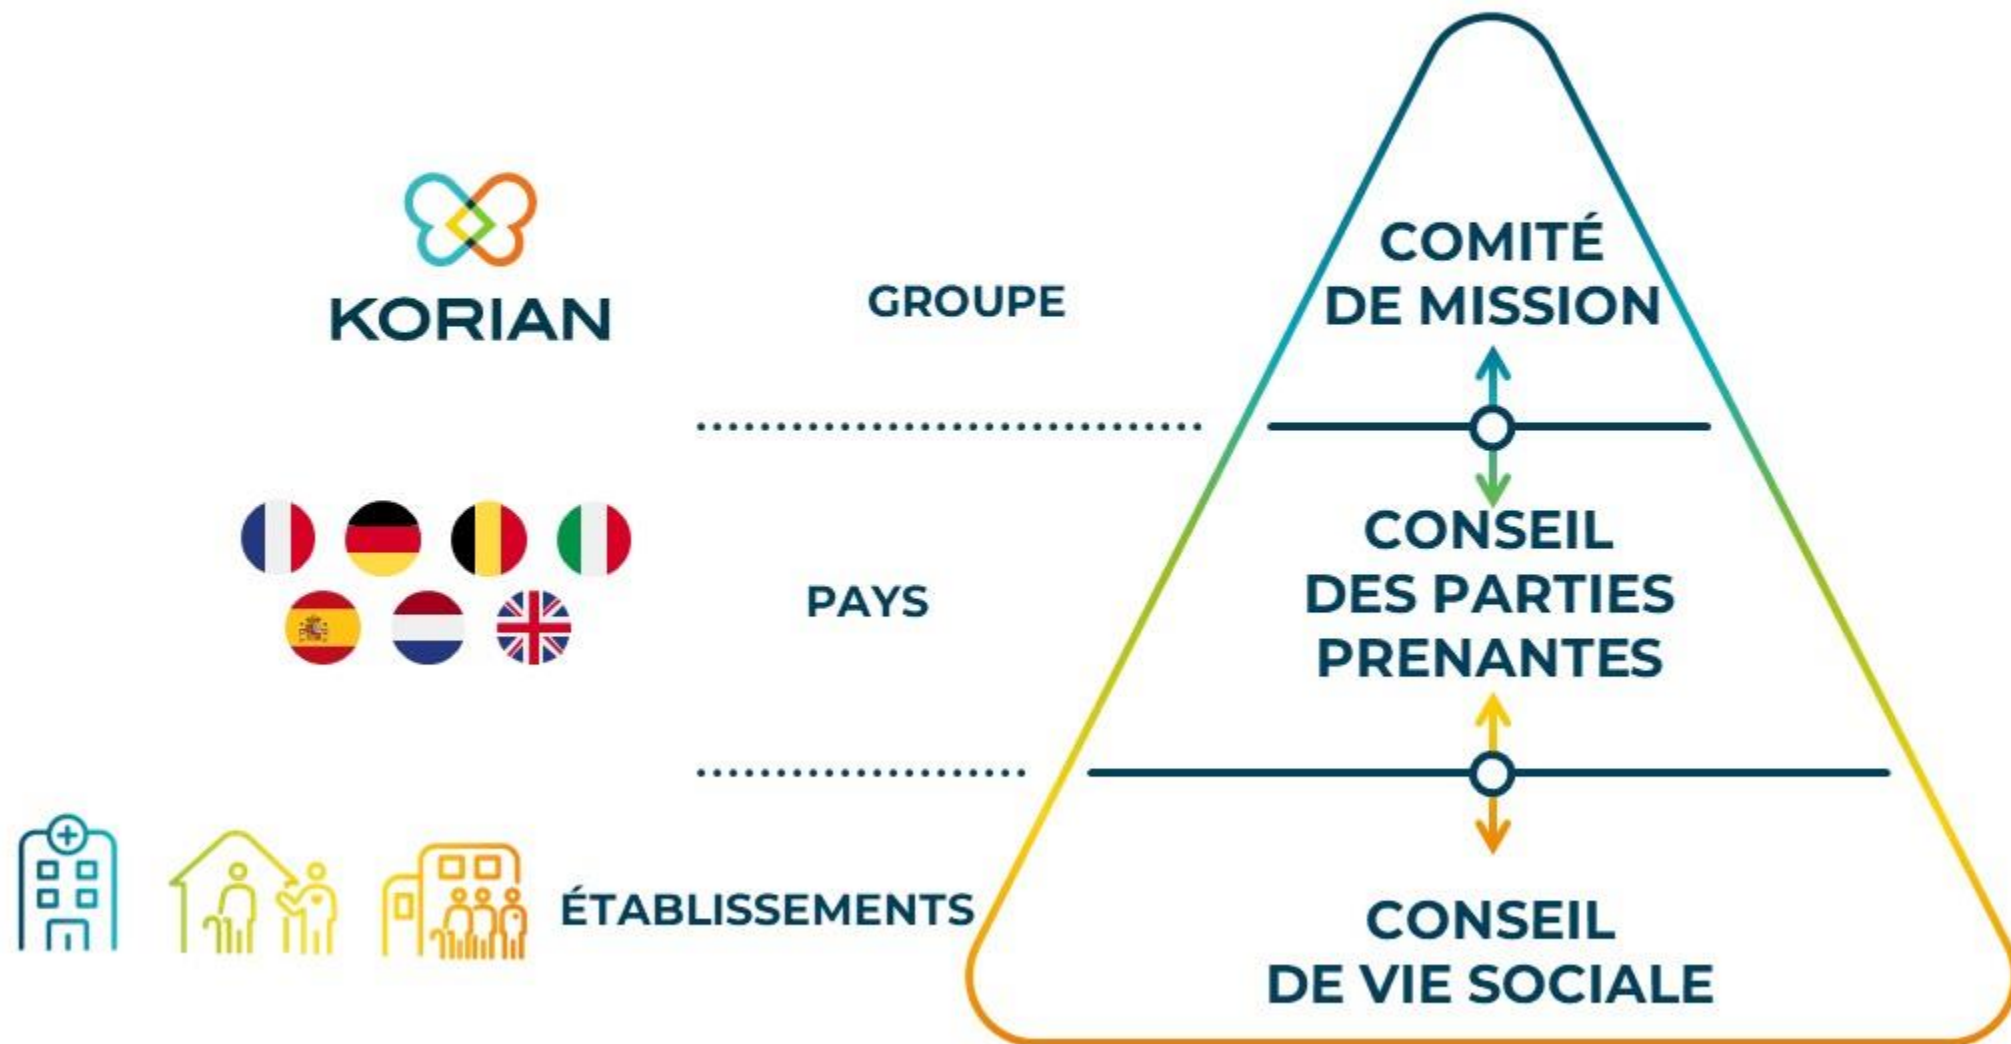 KORIAN
GROUPE
COMITÉ
DE MISSION
PAYS
CONSEIL
DES PARTIES
PRENANTES
ÉTABLISSEMENTS
CONSEIL
DE VIE SOCIALE